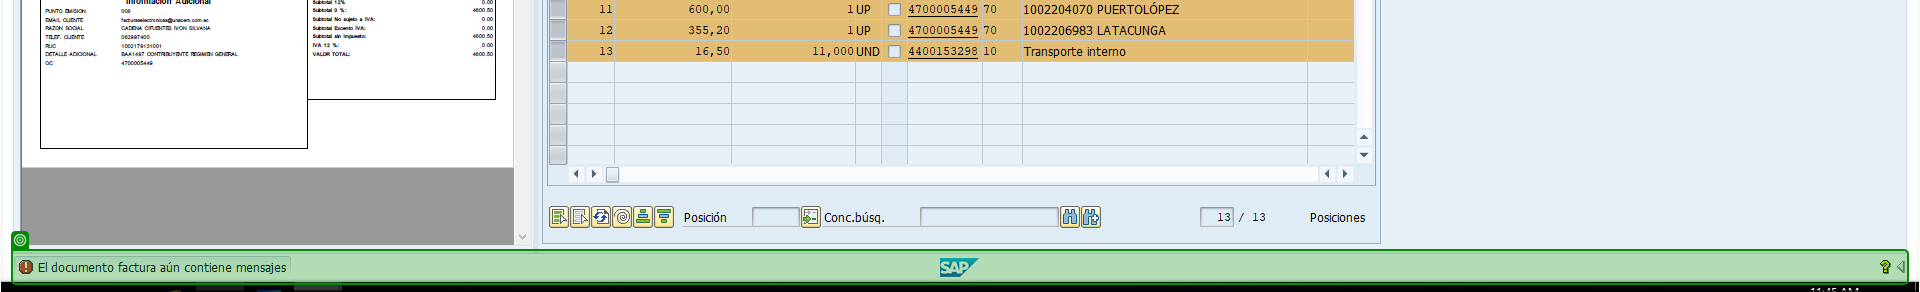 Información Adicional
PUNTO EMISION 008
EMAIL CLIENTE facturaselectronicas@unacem.com.ec
RAZON SOCIAL CADENA CIFUENTES IVON SILVANA
TELEF. CLIENTE 062997400
RUC 1002179131001
DETALLE ADICIONAL BAA1497 CONTRIBUYENTE REGIMEN GENERAL
OC 4700005449
Subtotal 12% 0.00
Subtotal 0 %: 4600.50
Subtotal No sujeto a IVA: 0.00
Subtotal Excento IVA: 0.00
Subtotal sin Impuesto: 4600.50
IVA 12 %: 0.00
VALOR TOTAL: 4600.50
11 600,00 1 UP 4700005449 70 1002204070 PUERTOLÓPEZ
12 355,20 1 UP 4700005449 70 1002206983 LATACUNGA
13 16,50 11,000 UND 4400153298 10 Transporte interno
Posición Conc.búsq. 13 / 13 Posiciones
El documento factura aún contiene mensajes
SAP
11:45 AM